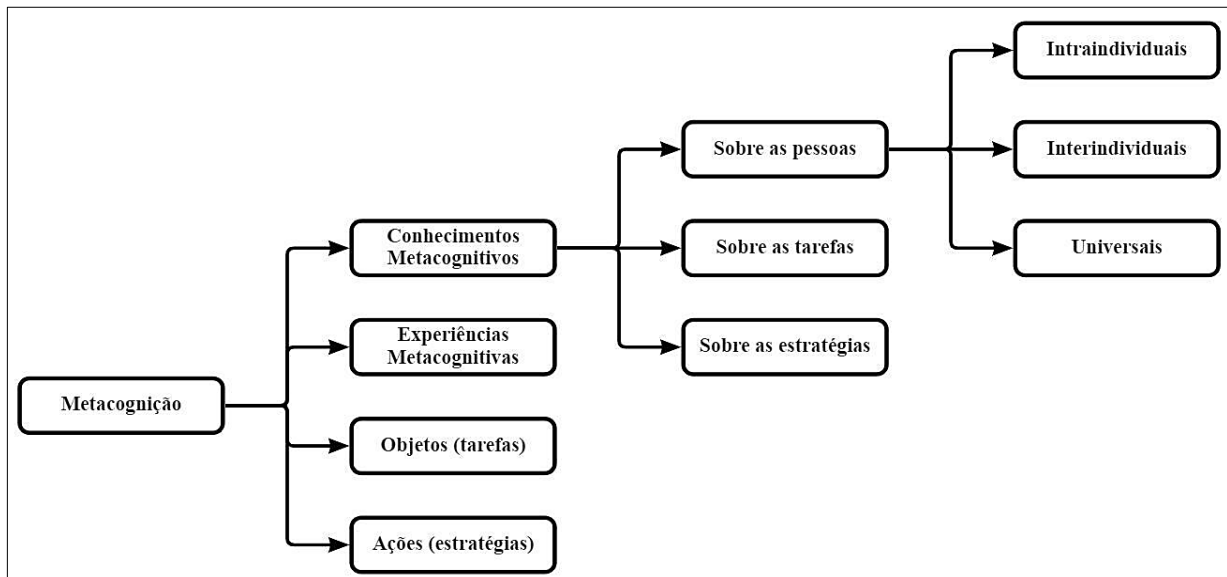 Intraindividuais
Sobre as pessoas
Interindividuais
Conhecimentos
Metacognitivos
Sobre as tarefas
Universais
Experiências
Metacognitivas
Sobre as estratégias
Metacognição
Objetos (tarefas)
Ações (estratégias)